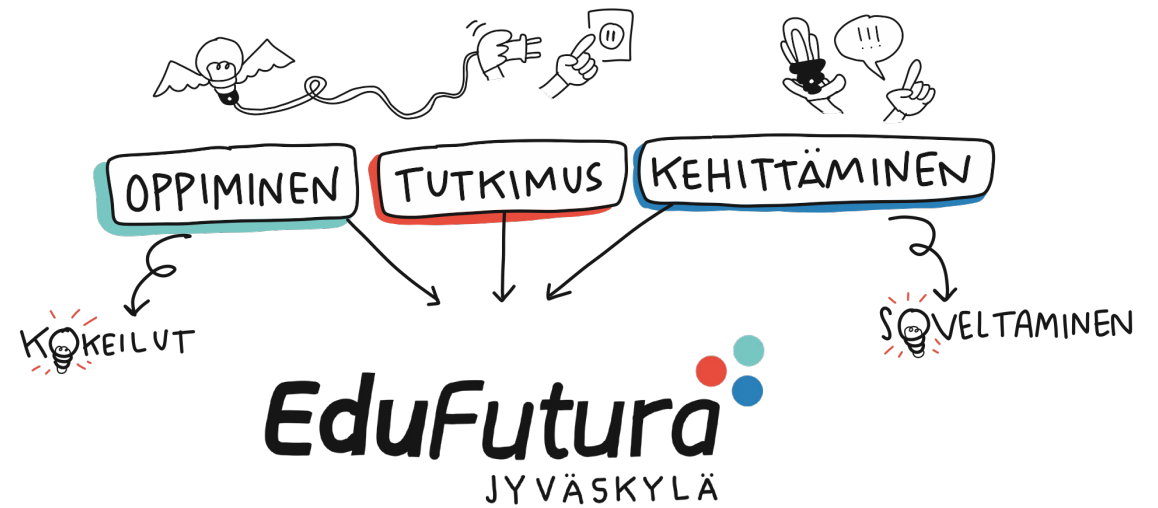 !!!
OPPIMINEN
TUTKIMUS
KEHITTÄMINEN
KOKEILUT
SOVELTAMINEN
EduFutura
JYVÄSKYLÄ